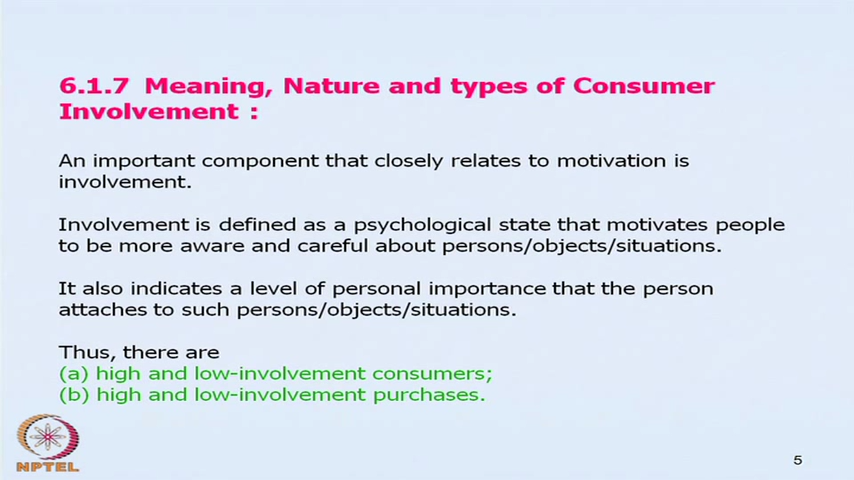 6.1.7 Meaning, Nature and types of Consumer
Involvement :
An important component that closely relates to motivation is
involvement.
Involvement is defined as a psychological state that motivates people
to be more aware and careful about persons/objects/situations.
It also indicates a level of personal importance that the person
attaches to such persons/objects/situations.
Thus, there are
(a) high and low-involvement consumers;
(b) high and low-involvement purchases.
NPTEL
5